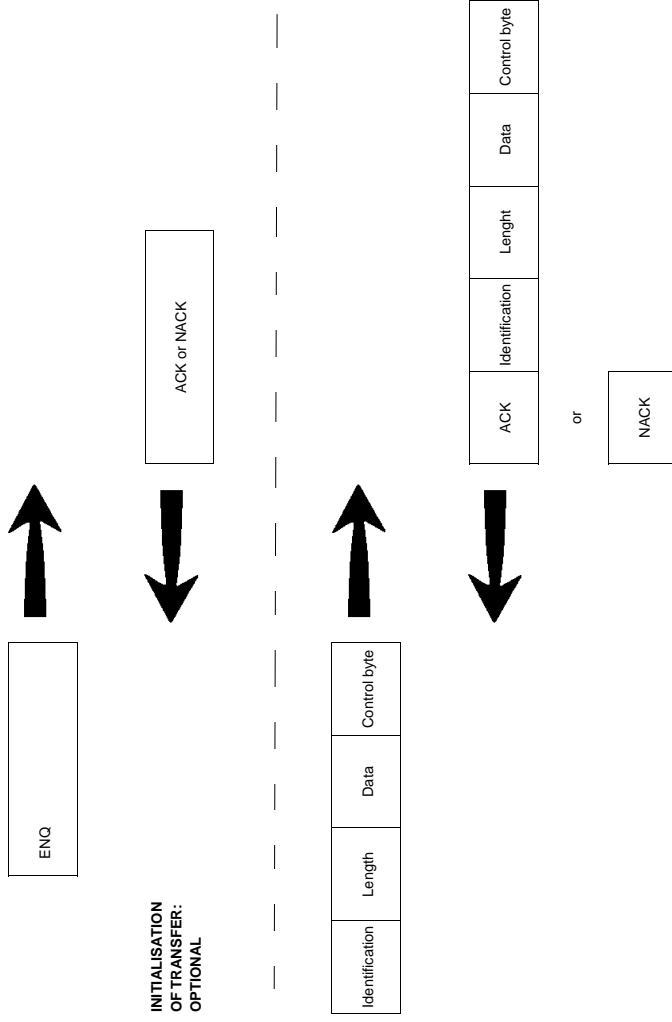 ENQ
ACK or NACK
INITIALISATION
OF TRANSFER:
OPTIONAL
Identification
Length
Data
Control byte
ACK
Identification
Lenght
Data
Control byte
or
NACK